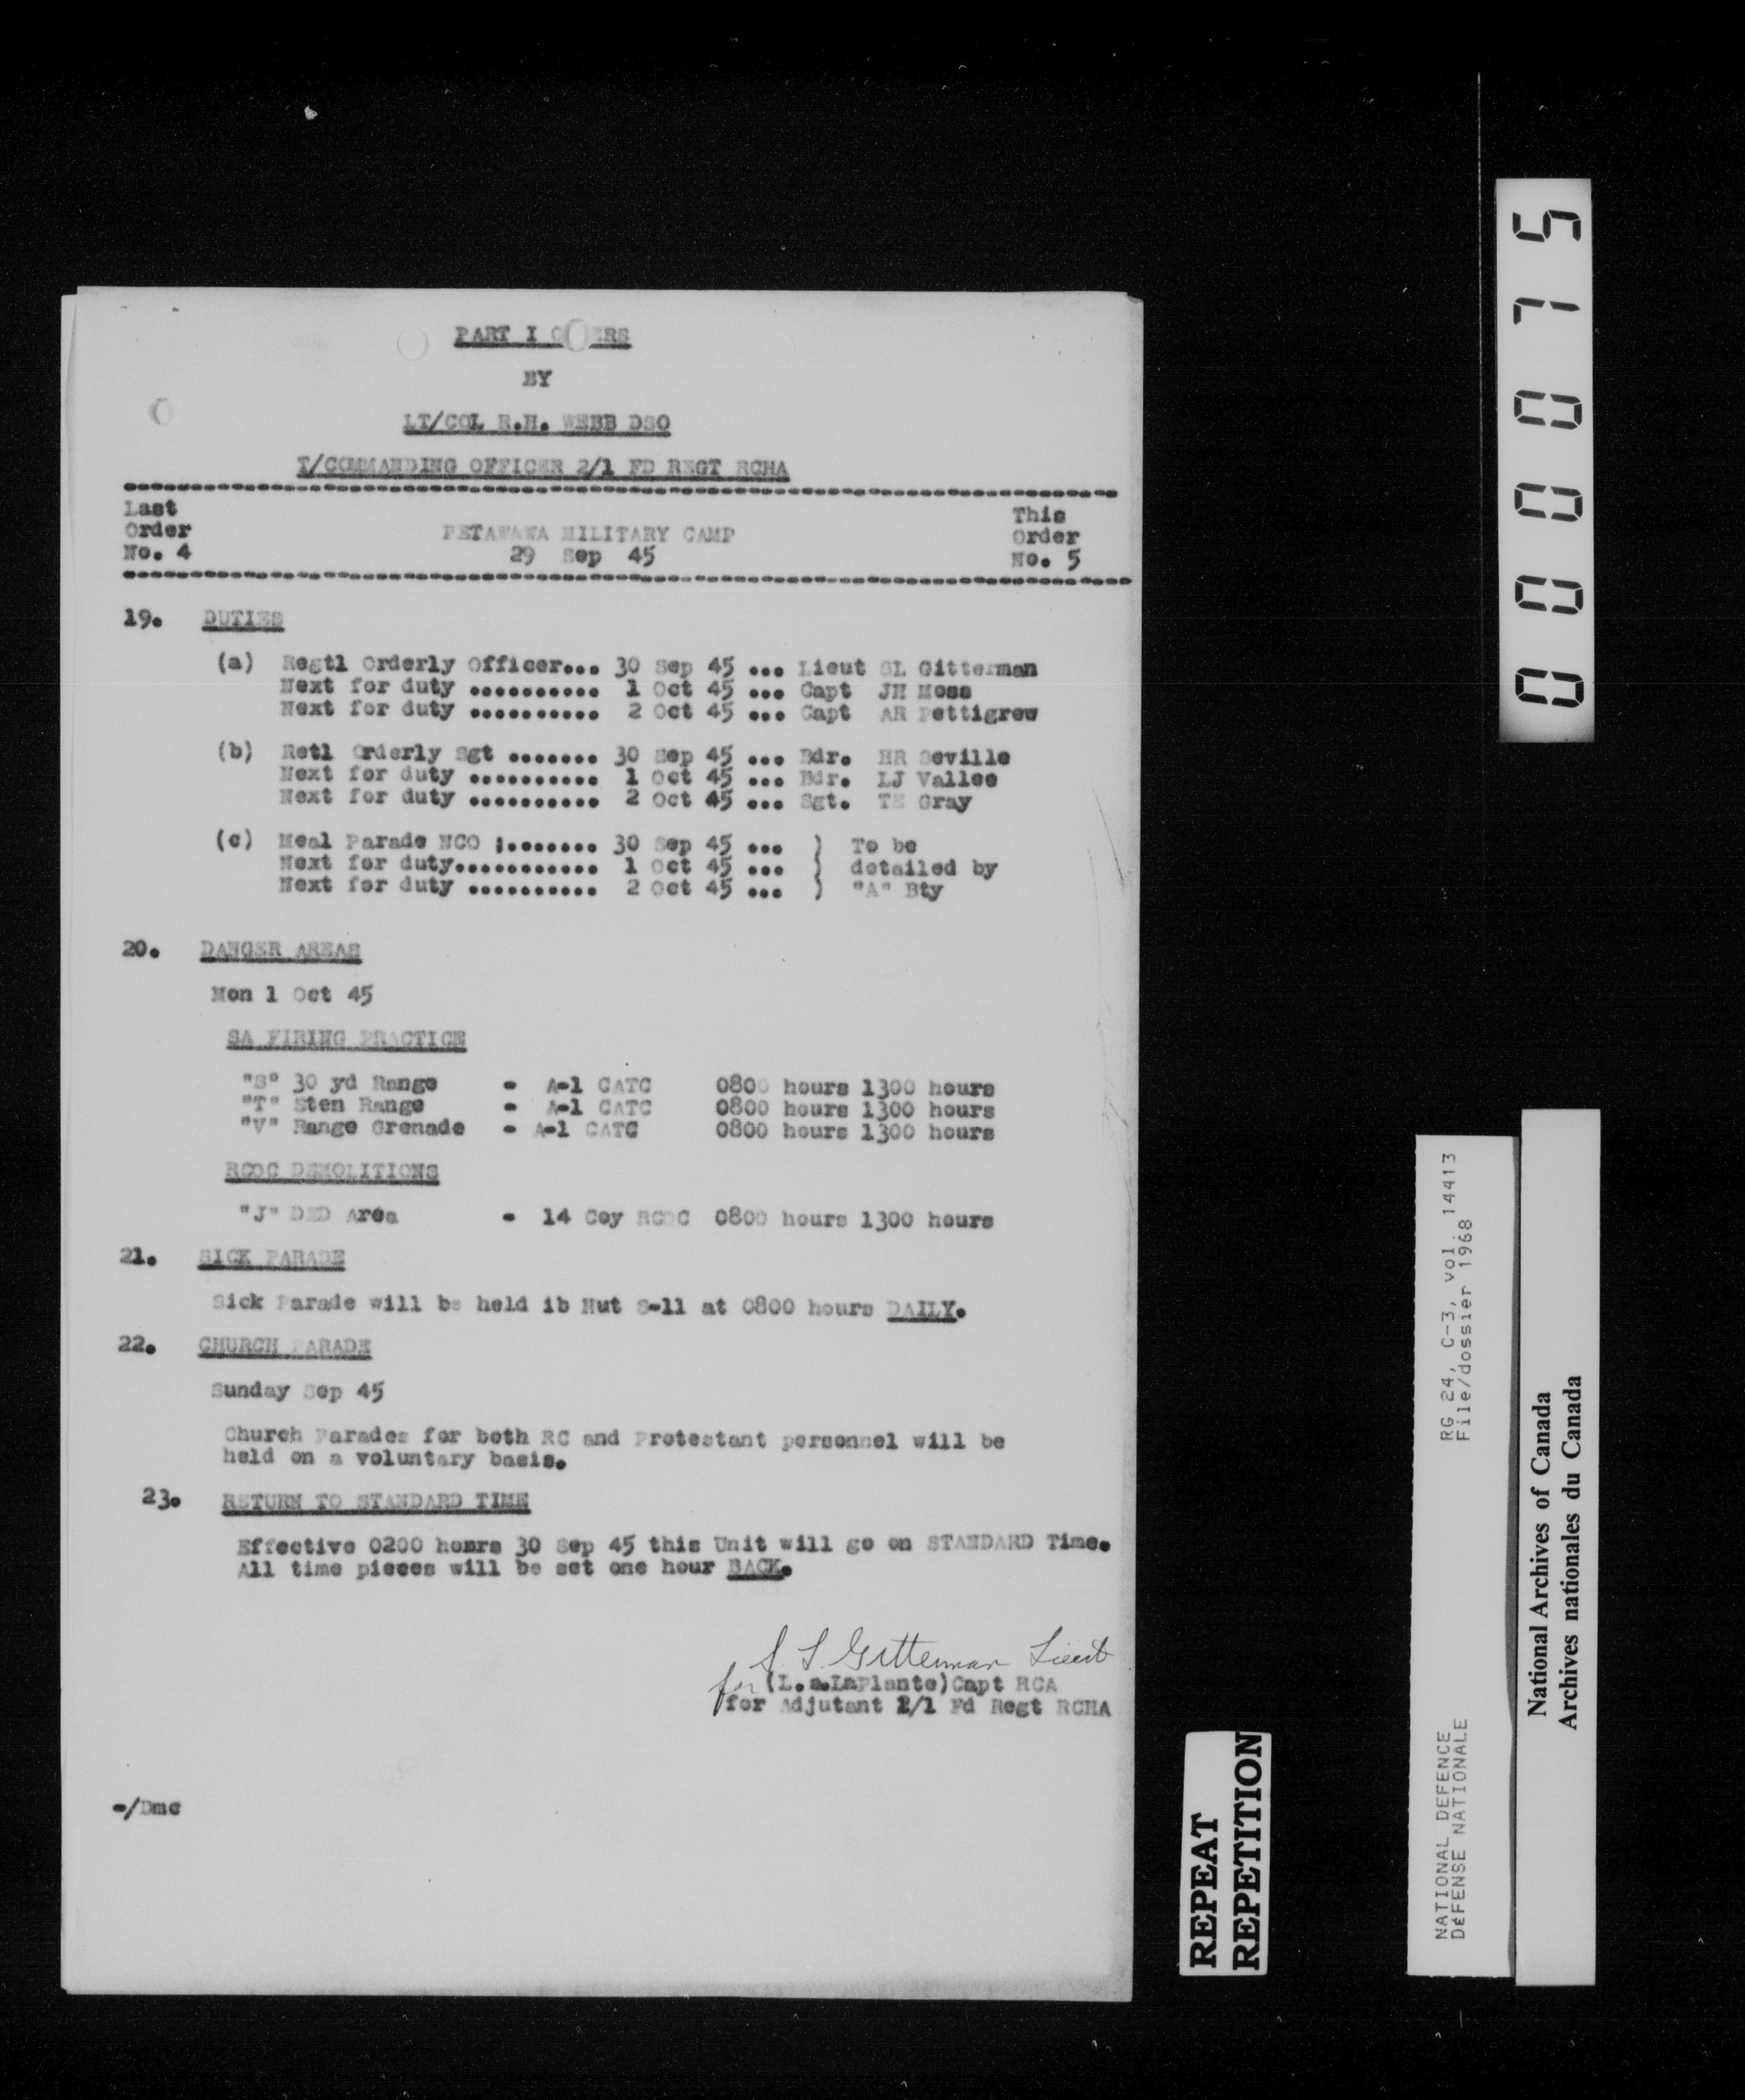 PART I O ERS
BY
LT/COL R.H. WEBB DSO
T/COMMANDING OFFICER 2/1 FD REGT RCHA
Last
Order
No. 4
PETAWAWA MILITARY CAMP
29 Sep 45
This
Order
No. 5
19. DUTIES
(a) Regtl Orderly Officer... 30 Sep 45 ... Lieut SL Gitterman
Next for duty .......... 1 Oct 45 ... Capt JH Moss
Next for duty .......... 2 Oct 45 ... Capt AR Pettigrew
(b) Retl Orderly Sgt ....... 30 Sep 45 ... Bdr. HR Seville
Next for duty .......... 1 Oct 45 ... Bdr. LJ Vallee
Next for duty .......... 2 Oct 45 ... Sgt. TE Gray
(c) Meal Parade NCO ;....... 30 Sep 45 ... ) To be
Next for duty........... 1 Oct 45 ... ) detailed by
Next for duty .......... 2 Oct 45 ... ) "A" Bty
20. DANGER AREAS
Mon 1 Oct 45
SA FIRING PRACTICE
"S" 30 yd Range - A-1 CATC 0800 hours 1300 hours
"T" Sten Range - A-1 CATC 0800 hours 1300 hours
"V" Range Grenade - A-1 CATC 0800 hours 1300 hours
RCOC DEMOLITIONS
"J" DED Area - 14 Coy RCOC 0800 hours 1300 hours
21. SICK PARADE
Sick Parade will be held ib Hut S-11 at 0800 hours DAILY.
22. CHURCH PARADE
Sunday Sep 45
Church Parades for both RC and Protestant personnel will be
held on a voluntary basis.
23. RETURN TO STANDARD TIME
Effective 0200 homrs 30 Sep 45 this Unit will go on STANDARD Time.
All time pieces will be set one hour BACK.
S. L. Gitterman Lieut
for (L.a.LaPlante)Capt RCA
for Adjutant 2/1 Fd Regt RCHA
-/Dmc
000075
RG 24, C-3, vol. 14413
File/dossier 1968
NATIONAL DEFENCE
DÉFENSE NATIONALE
National Archives of Canada
Archives nationales du Canada
REPEAT
REPETITION